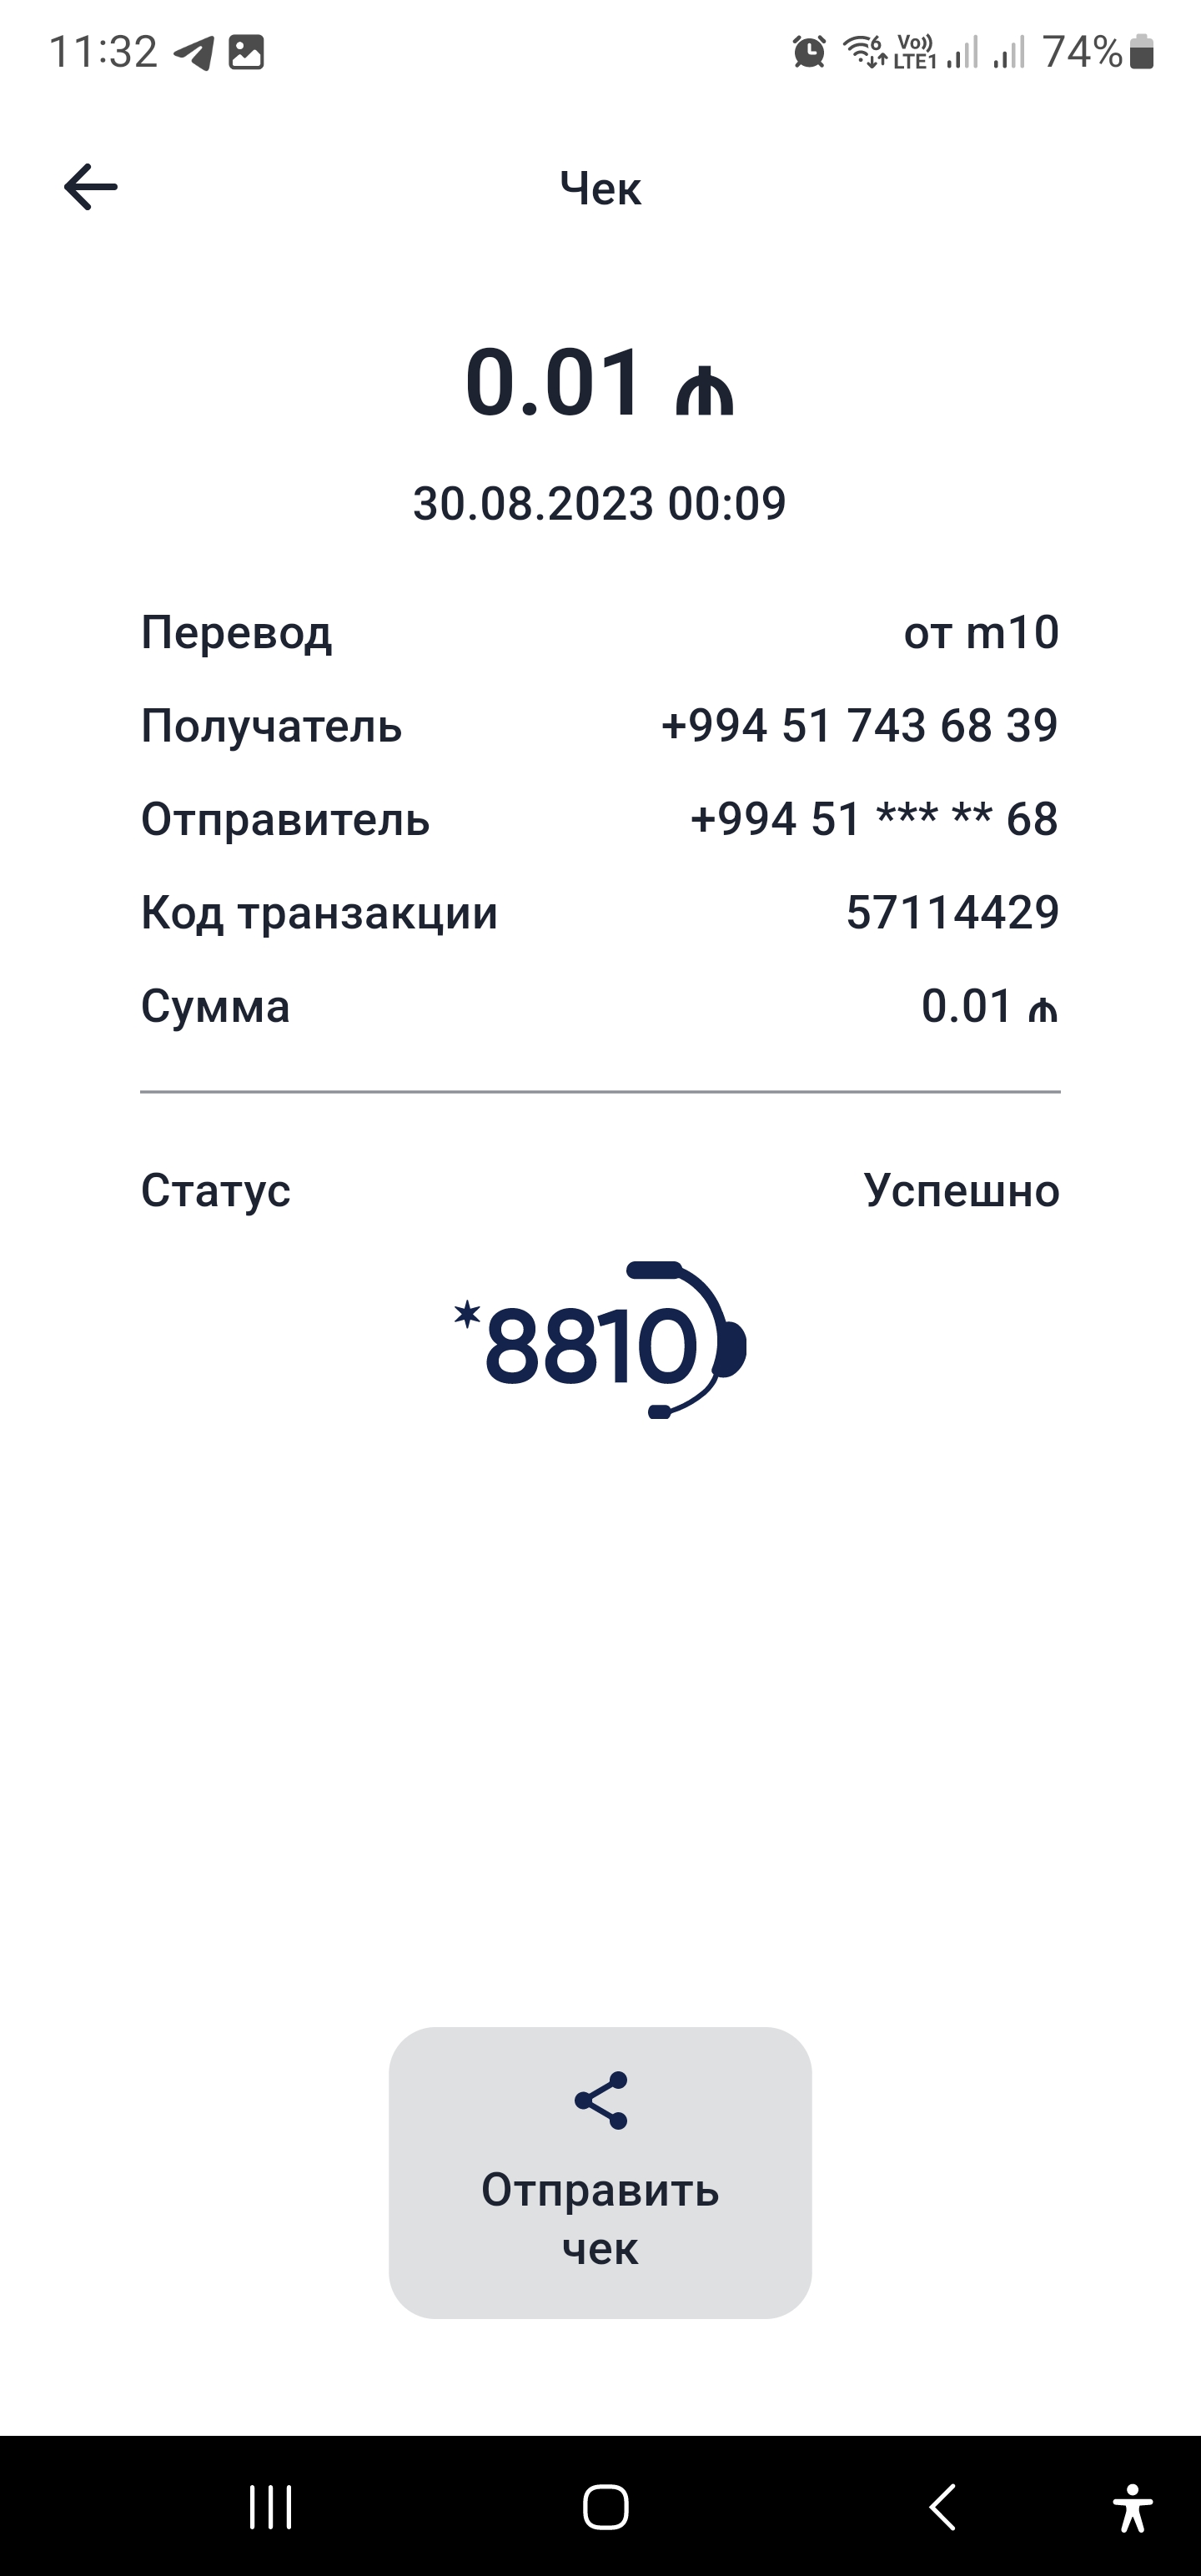 11:32 6 Vo)) LTE1 74%
Чек
0.01 ₼
30.08.2023 00:09
Перевод от m10
Получатель +994 51 743 68 39
Отправитель +994 51 *** ** 68
Код транзакции 57114429
Сумма 0.01 ₼
Статус Успешно
*8810
Отправить
чек